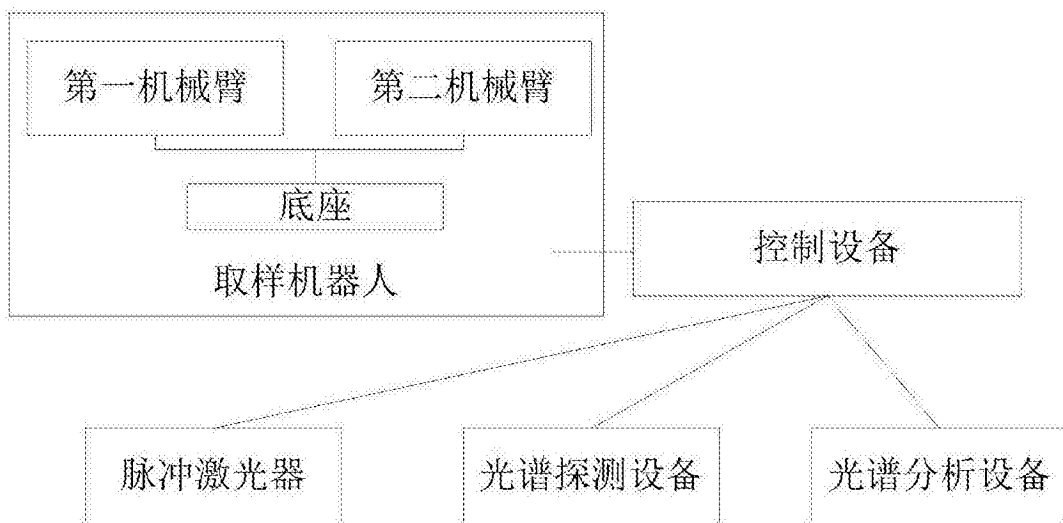 第一机械臂
第二机械臂
底座
取样机器人
控制设备
脉冲激光器
光谱探测设备
光谱分析设备